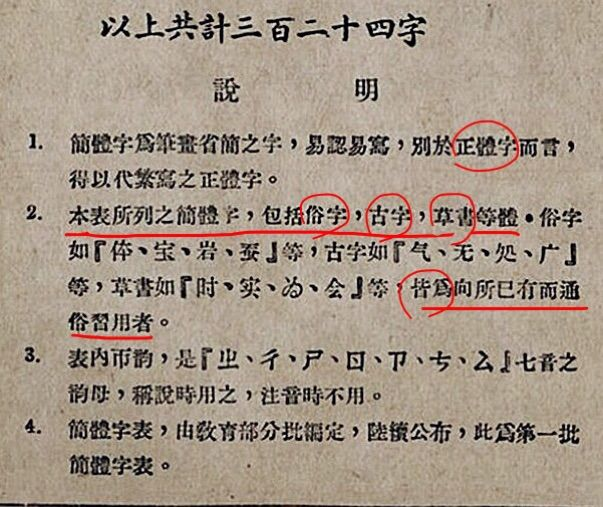 以上共計三百二十四字
說明
1. 簡體字爲筆畫省簡之字，易認易寫，別於正體字而言，
得以代繁寫之正體字。
2. 本表所列之簡體字，包括俗字，古字，草書等體。俗字
如『体、宝、岩、蚕』等，古字如『气、无、处、广』
等，草書如『时、实、为、会』等，皆爲向所已有而通
俗習用者。
3. 表內帀韵，是『ㄓ、ㄔ、ㄕ、ㄖ、ㄗ、ㄘ、ㄙ』七音之
韵母，稱說時用之，注音時不用。
4. 簡體字表，由教育部分批編定，陸續公布，此爲第一批
簡體字表。